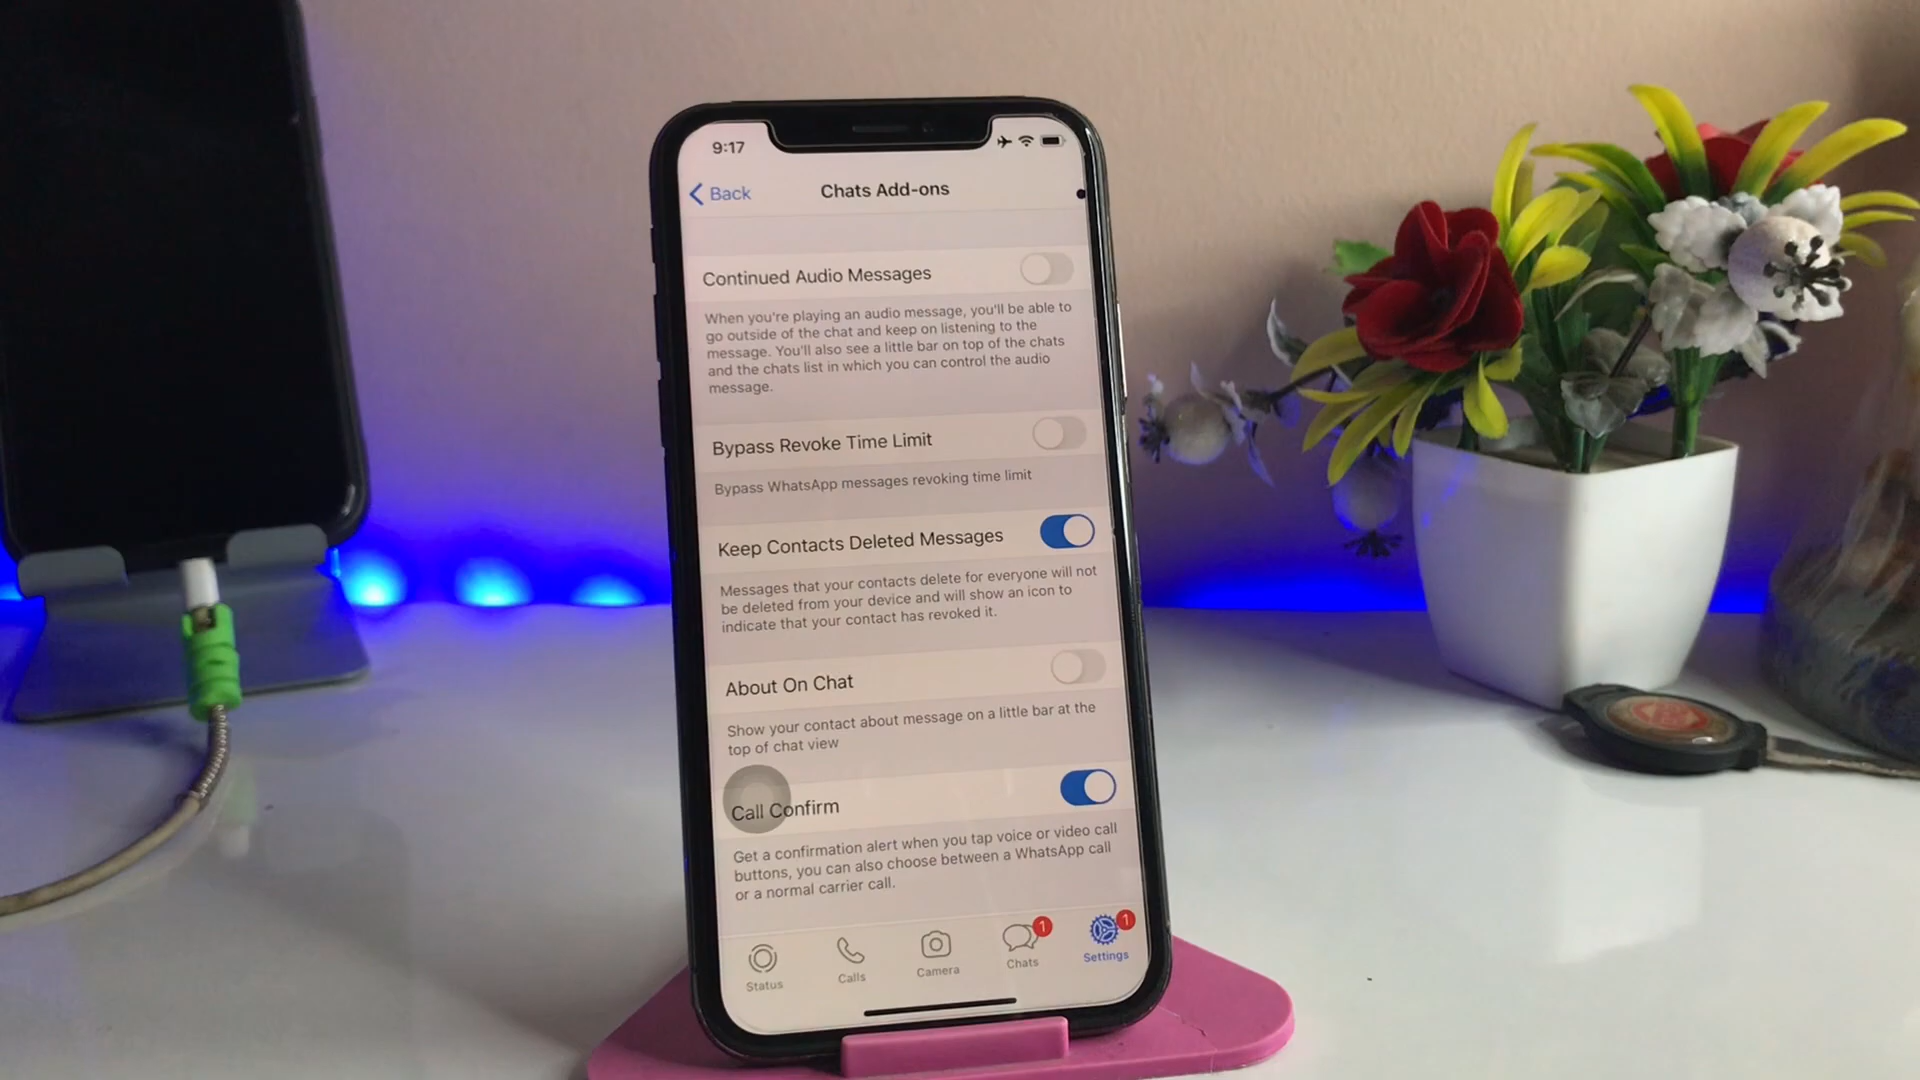 9:17
Back
Chats Add-ons
Continued Audio Messages
When you're playing an audio message, you'll be able to
go outside of the chat and keep on listening to the
message. You'll also see a little bar on top of the chats
and the chats list in which you can control the audio
message.
Bypass Revoke Time Limit
Bypass WhatsApp messages revoking time limit
Keep Contacts Deleted Messages
Messages that your contacts delete for everyone will not
be deleted from your device and will show an icon to
indicate that your contact has revoked it.
About On Chat
Show your contact about message on a little bar at the
top of chat view
Call Confirm
Get a confirmation alert when you tap voice or video call
buttons, you can also choose between a WhatsApp call
or a normal carrier call.
1
1
Status
Calls
Camera
Chats
Settings